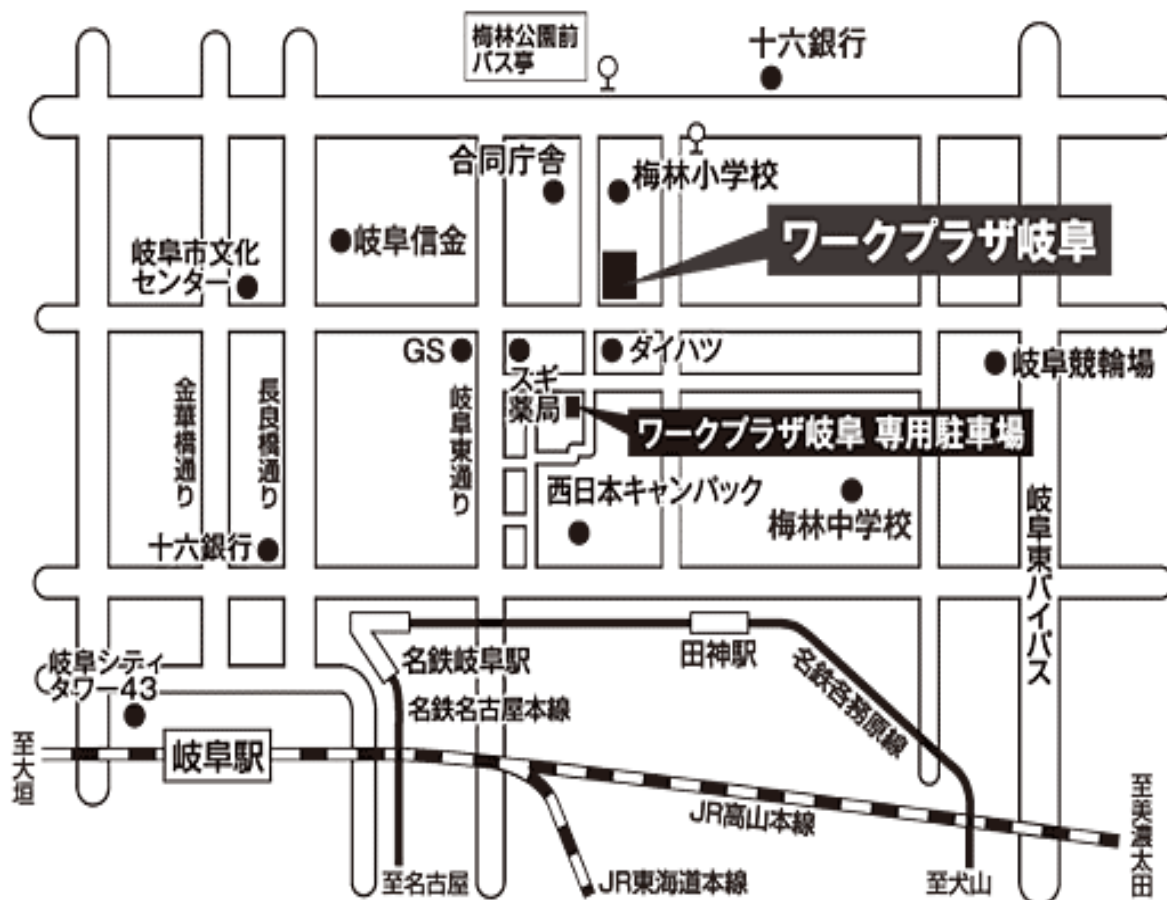 梅林公園前
バス亭
十六銀行
合同庁舎
梅林小学校
ワークプラザ岐阜
岐阜信金
岐阜市文化
センター
GS
スギ
薬局
ダイハツ
岐阜競輪場
金華橋通り
長良橋通り
岐阜東通り
ワークプラザ岐阜 専用駐車場
西日本キャンパック
梅林中学校
十六銀行
岐阜東バイパス
岐阜シティ
タワー43
名鉄岐阜駅
田神駅
名鉄各務原線
名鉄名古屋本線
至大垣
岐阜駅
JR高山本線
至美濃太田
至名古屋
JR東海道本線
至犬山